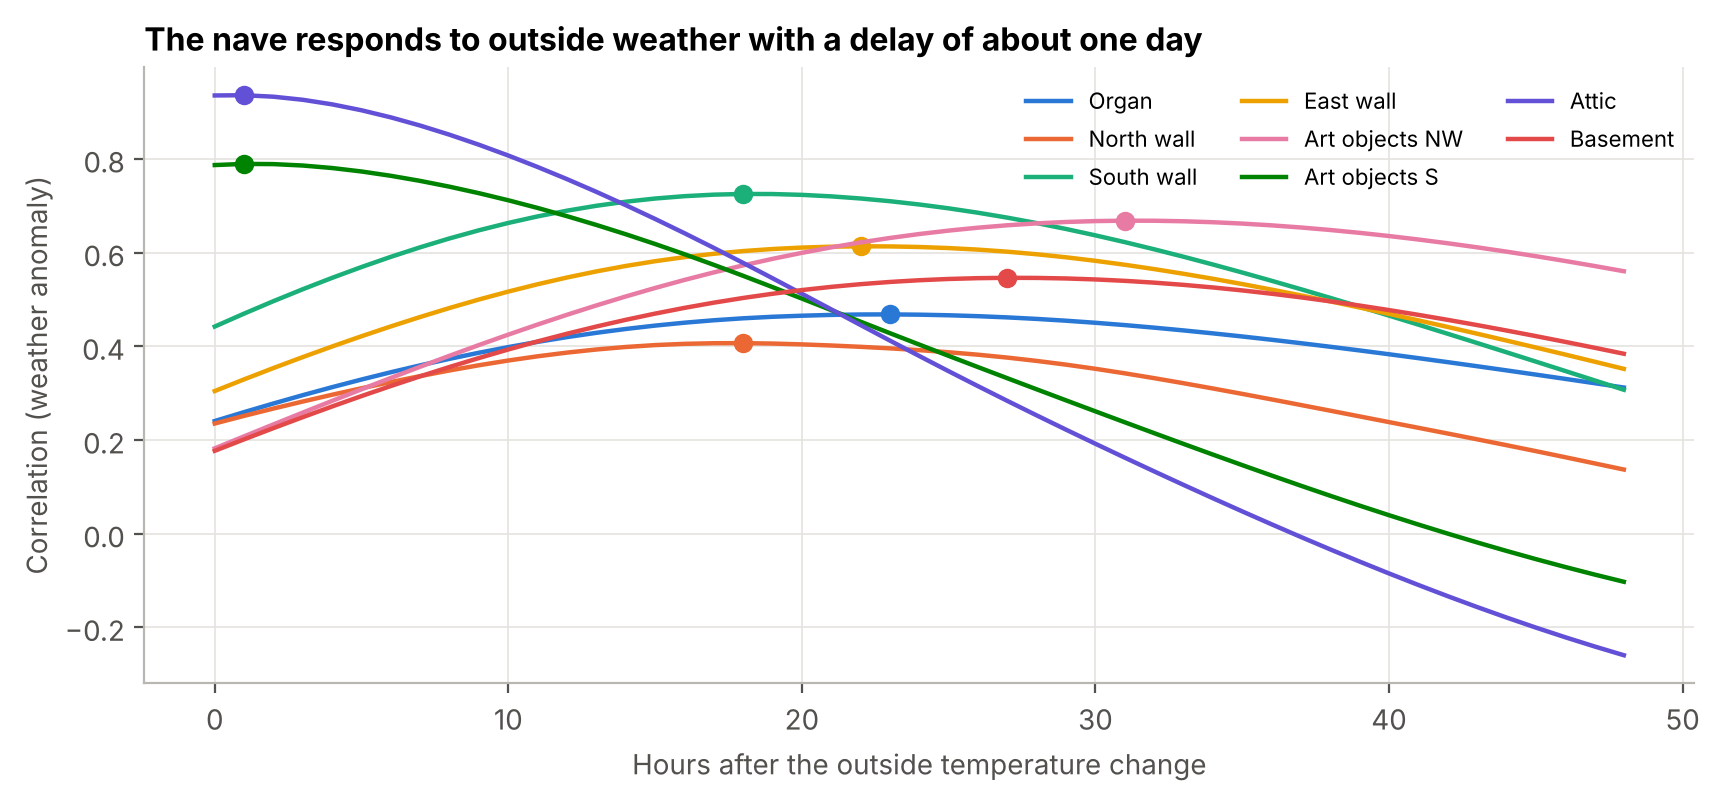 The nave responds to outside weather with a delay of about one day
Organ
North wall
South wall
East wall
Art objects NW
Art objects S
Attic
Basement
Correlation (weather anomaly)
0.8
0.6
0.4
0.2
0.0
−0.2
0 10 20 30 40 50
Hours after the outside temperature change